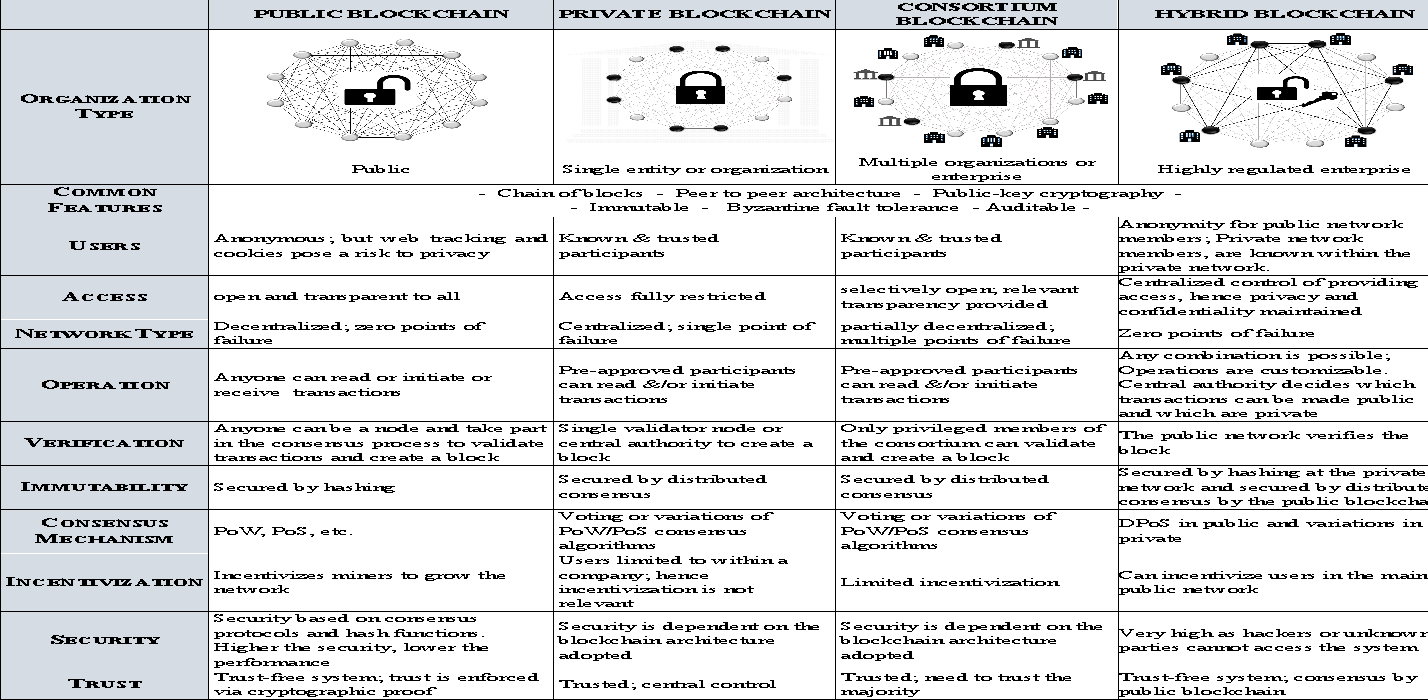 PUBLIC BLOCKCHAIN
PRIVATE BLOCKCHAIN
CONSORTIUM
BLOCKCHAIN
HYBRID BLOCKCHAIN
ORGANIZATION
TYPE
Public
Single entity or organization
Multiple organizations or
enterprise
Highly regulated enterprise
COMMON
FEATURES
- Chain of blocks - Peer to peer architecture - Public-key cryptography -
- Immutable - Byzantine fault tolerance - Auditable -
USERS
Anonymous; but web tracking and
cookies pose a risk to privacy
Known & trusted
participants
Known & trusted
participants
Anonymity for public network
members; Private network
members, are known within the
private network.
ACCESS
open and transparent to all
Access fully restricted
selectively open; relevant
transparency provided
Centralized control of providing
access, hence privacy and
confidentiality maintained
NETWORK TYPE
Decentralized; zero points of
failure
Centralized; single point of
failure
partially decentralized;
multiple points of failure
Zero points of failure
OPERATION
Anyone can read or initiate or
receive transactions
Pre-approved participants
can read &/or initiate
transactions
Pre-approved participants
can read &/or initiate
transactions
Any combination is possible;
Operations are customizable.
Central authority decides which
transactions can be made public
and which are private
VERIFICATION
Anyone can be a node and take part
in the consensus process to validate
transactions and create a block
Single validator node or
central authority to create a
block
Only privileged members of
the consortium can validate
and create a block
The public network verifies the
block
IMMUTABILITY
Secured by hashing
Secured by distributed
consensus
Secured by distributed
consensus
Secured by hashing at the private
network and secured by distribute
consensus by the public blockcha
CONSENSUS
MECHANISM
PoW, PoS, etc.
Voting or variations of
PoW/PoS consensus
algorithms
Voting or variations of
PoW/PoS consensus
algorithms
DPoS in public and variations in
private
INCENTIVIZATION
Incentivizes miners to grow the
network
Users limited to within a
company; hence
incentivization is not
relevant
Limited incentivization
Can incentivize users in the main
public network
SECURITY
Security based on consensus
protocols and hash functions.
Higher the security, lower the
performance
Security is dependent on the
blockchain architecture
adopted
Security is dependent on the
blockchain architecture
adopted
Very high as hackers or unknown
parties cannot access the system
TRUST
Trust-free system; trust is enforced
via cryptographic proof
Trusted; central control
Trusted; need to trust the
majority
Trust-free system; consensus by
public blockchain